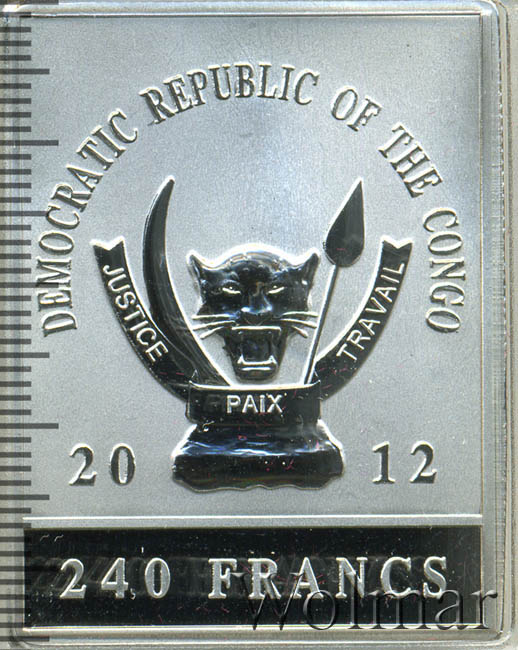 DEMOCRATIC REPUBLIC OF THE CONGO
JUSTICE
TRAVAIL
PAIX
20 12
240 FRANCS
Wolmar